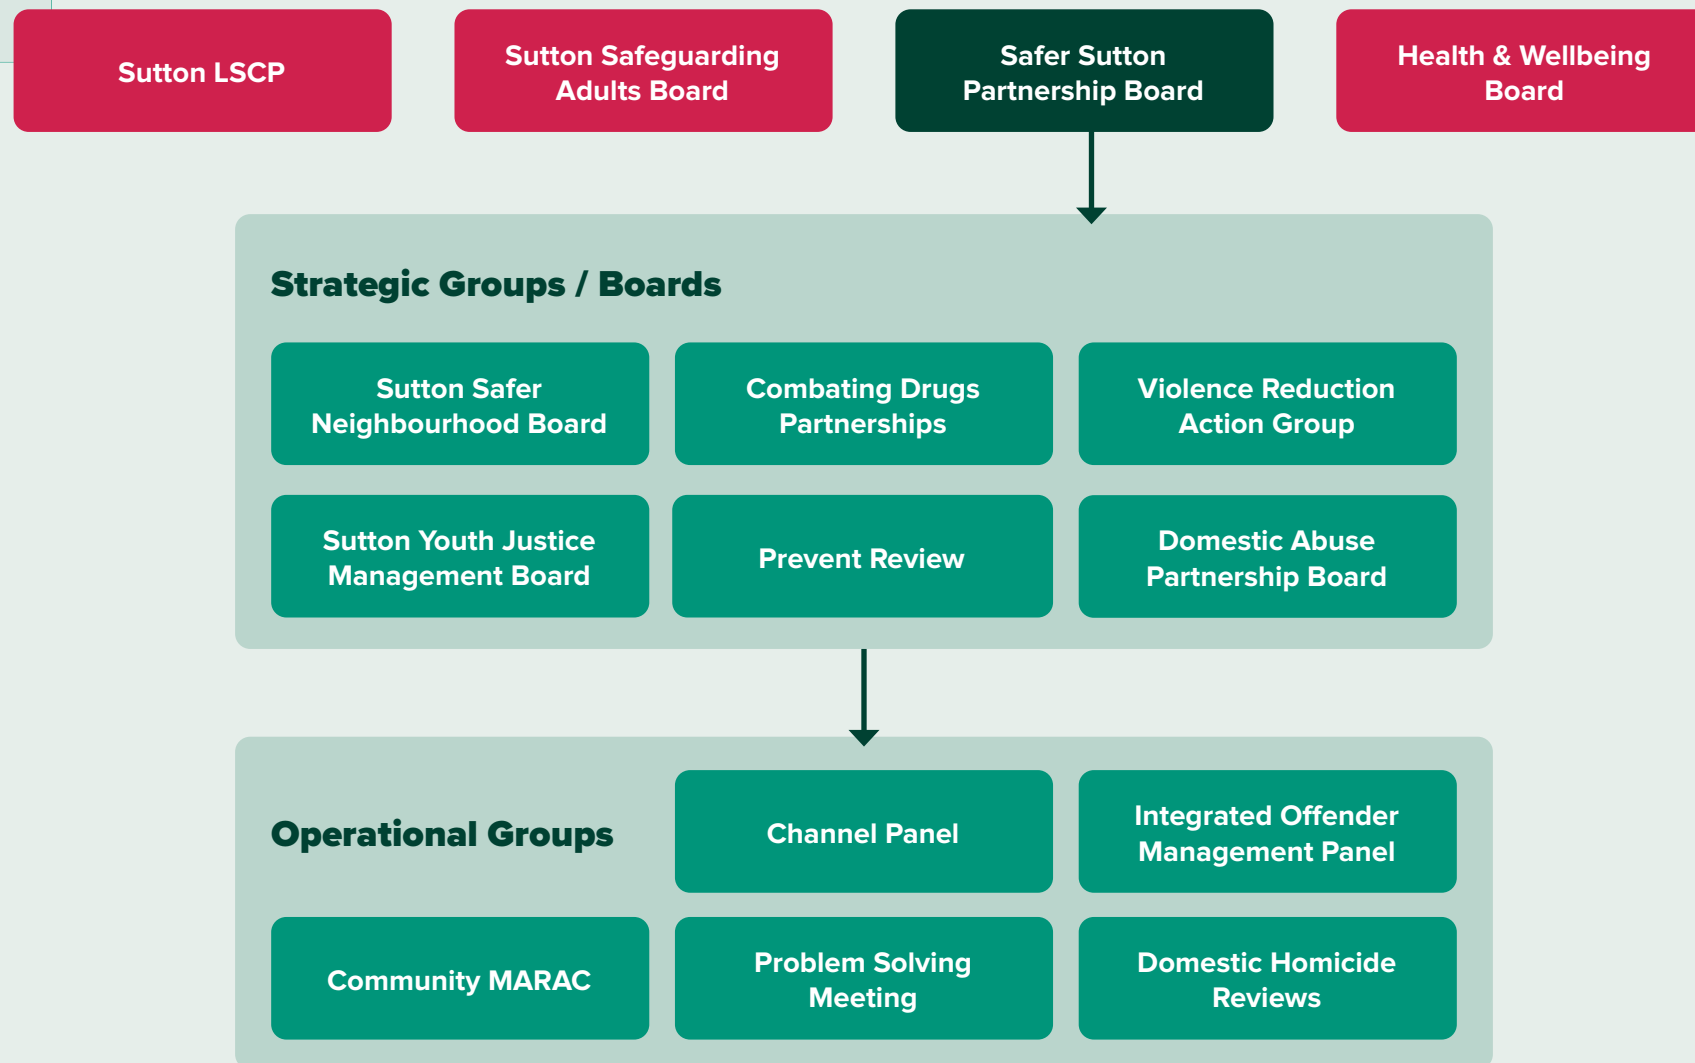 Sutton LSCP
Sutton Safeguarding
Adults Board
Safer Sutton
Partnership Board
Health & Wellbeing
Board
Strategic Groups / Boards
Sutton Safer
Neighbourhood Board
Combating Drugs
Partnerships
Violence Reduction
Action Group
Sutton Youth Justice
Management Board
Prevent Review
Domestic Abuse
Partnership Board
Operational Groups
Channel Panel
Integrated Offender
Management Panel
Community MARAC
Problem Solving
Meeting
Domestic Homicide
Reviews